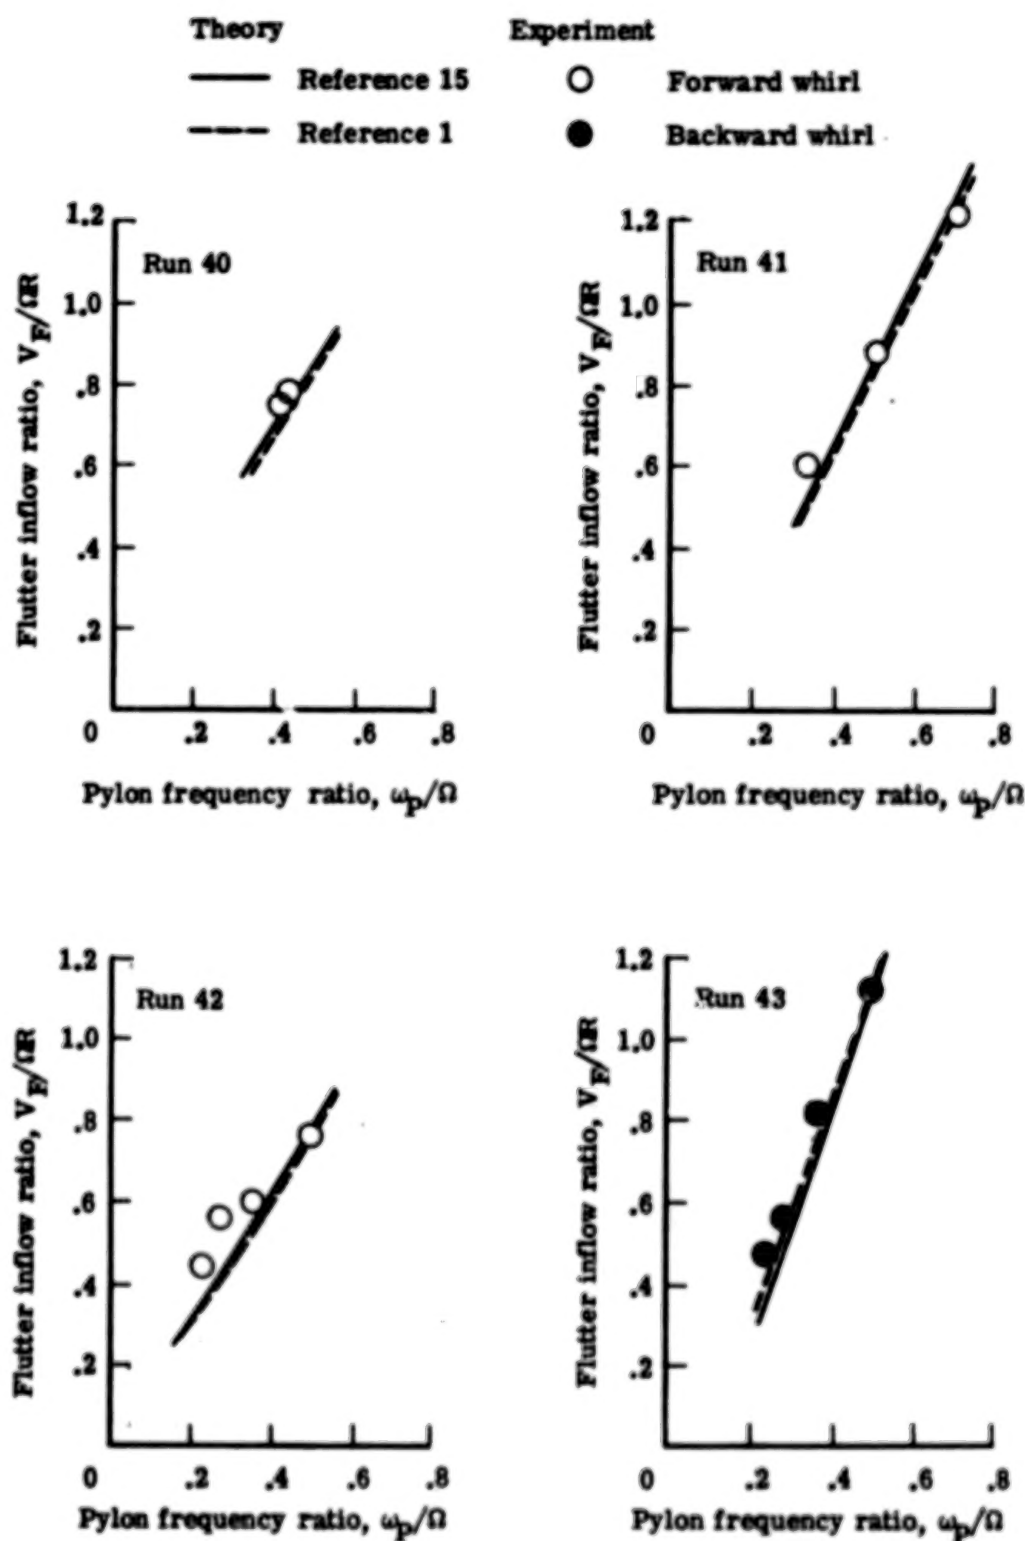 Theory
Experiment
Reference 15
Forward whirl
Reference 1
Backward whirl
Run 40
1.2
1.0
.8
.6
.4
.2
0
.2 .4 .6 .8
Flutter inflow ratio, V_F/ΩR
Pylon frequency ratio, ω_p/Ω
Run 41
1.2
1.0
.8
.6
.4
.2
0
.2 .4 .6 .8
Flutter inflow ratio, V_F/ΩR
Pylon frequency ratio, ω_p/Ω
Run 42
1.2
1.0
.8
.6
.4
.2
0
.2 .4 .6 .8
Flutter inflow ratio, V_F/ΩR
Pylon frequency ratio, ω_p/Ω
Run 43
1.2
1.0
.8
.6
.4
.2
0
.2 .4 .6 .8
Flutter inflow ratio, V_F/ΩR
Pylon frequency ratio, ω_p/Ω